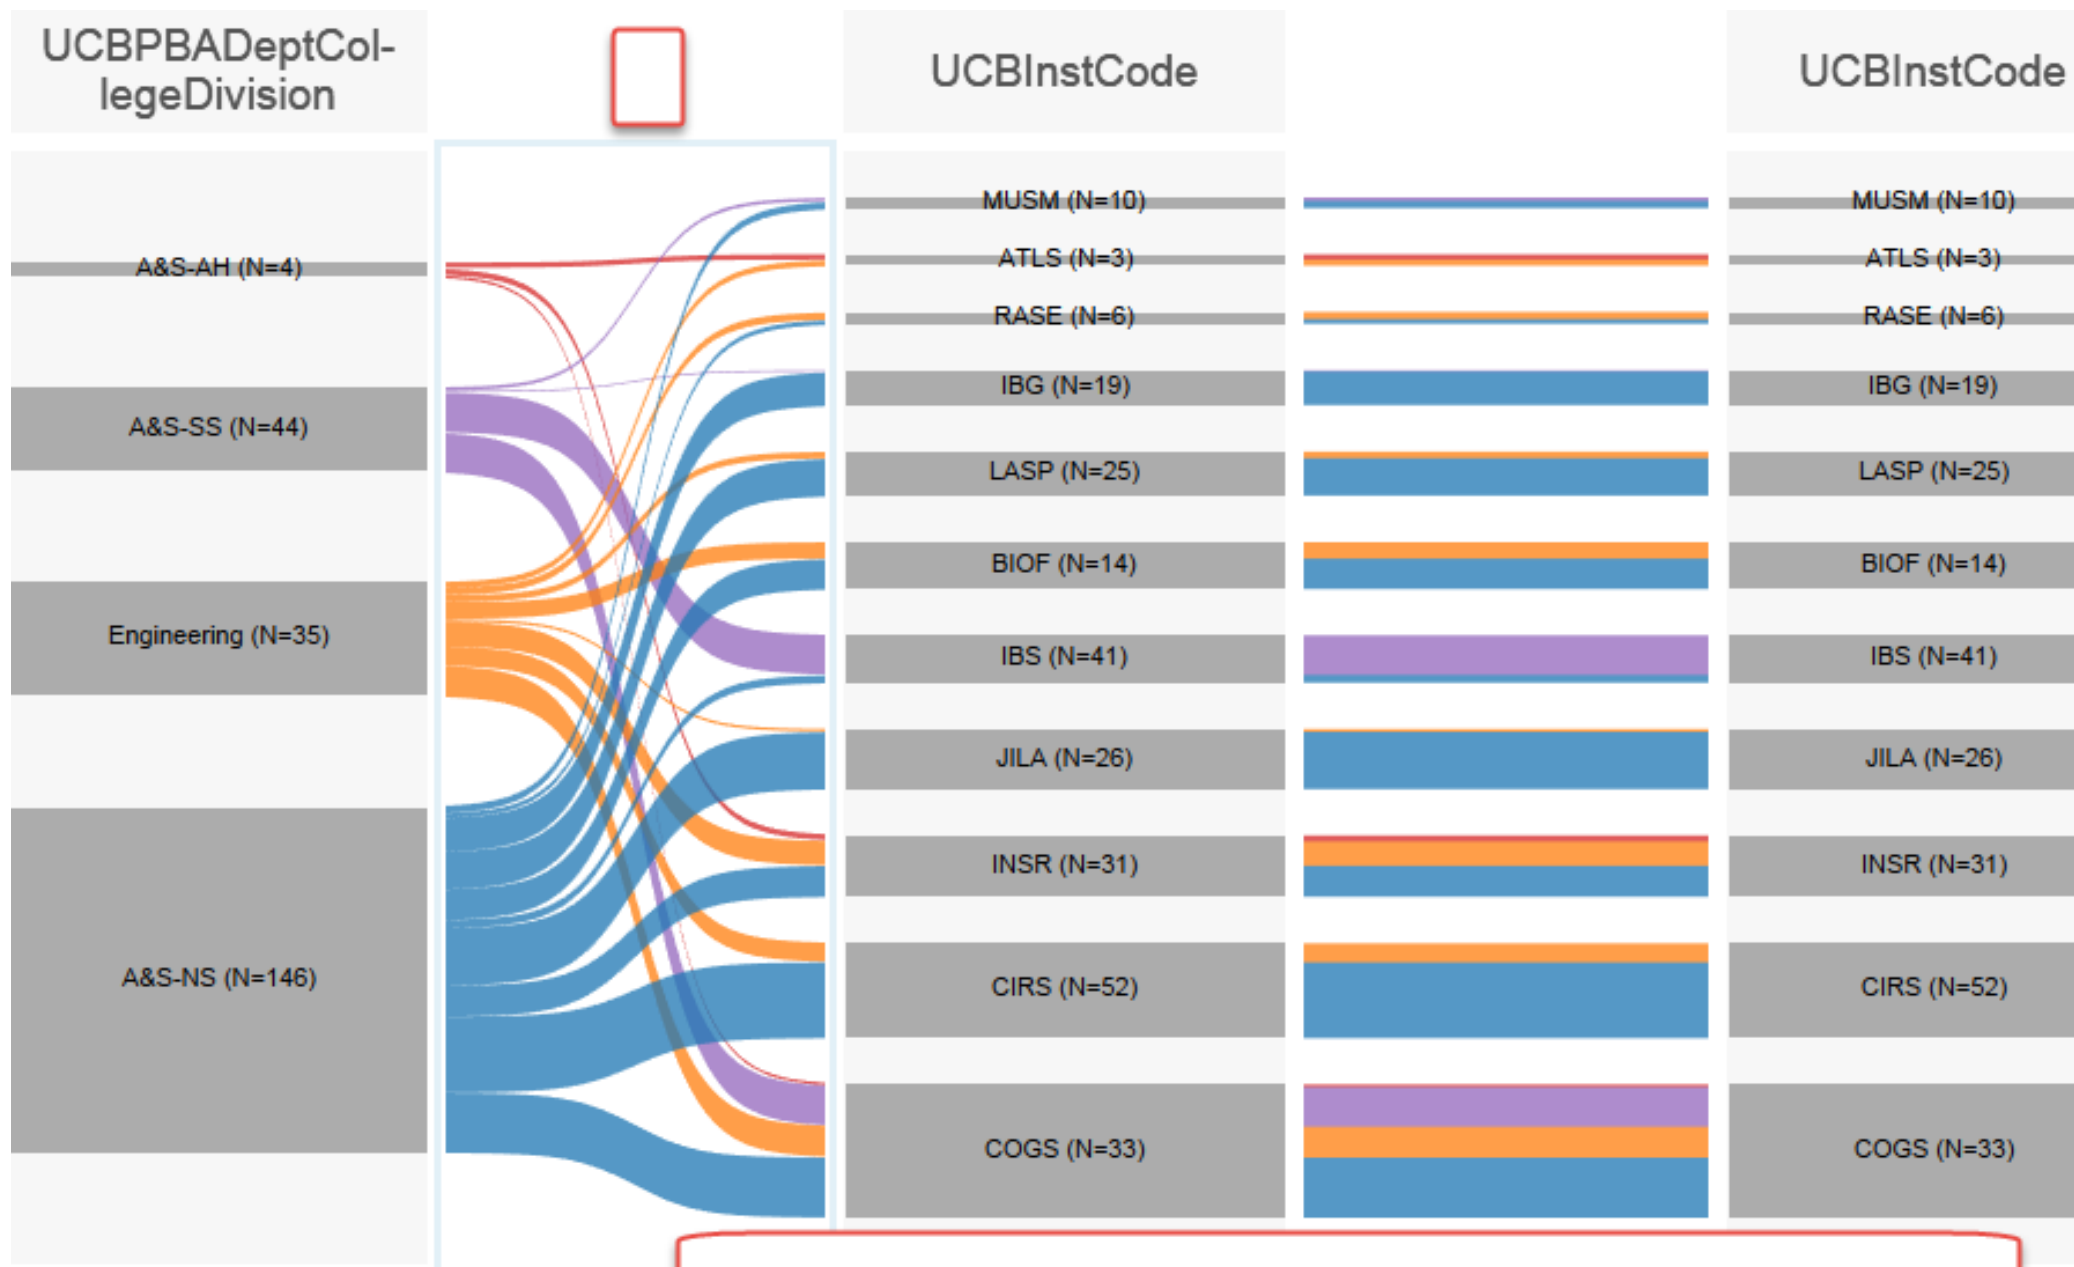 UCBPBADeptCol-
legeDivision
UCBInstCode
UCBInstCode
A&S-AH (N=4)
A&S-SS (N=44)
Engineering (N=35)
A&S-NS (N=146)
MUSM (N=10)
ATLS (N=3)
RASE (N=6)
IBG (N=19)
LASP (N=25)
BIOF (N=14)
IBS (N=41)
JILA (N=26)
INSR (N=31)
CIRS (N=52)
COGS (N=33)
MUSM (N=10)
ATLS (N=3)
RASE (N=6)
IBG (N=19)
LASP (N=25)
BIOF (N=14)
IBS (N=41)
JILA (N=26)
INSR (N=31)
CIRS (N=52)
COGS (N=33)